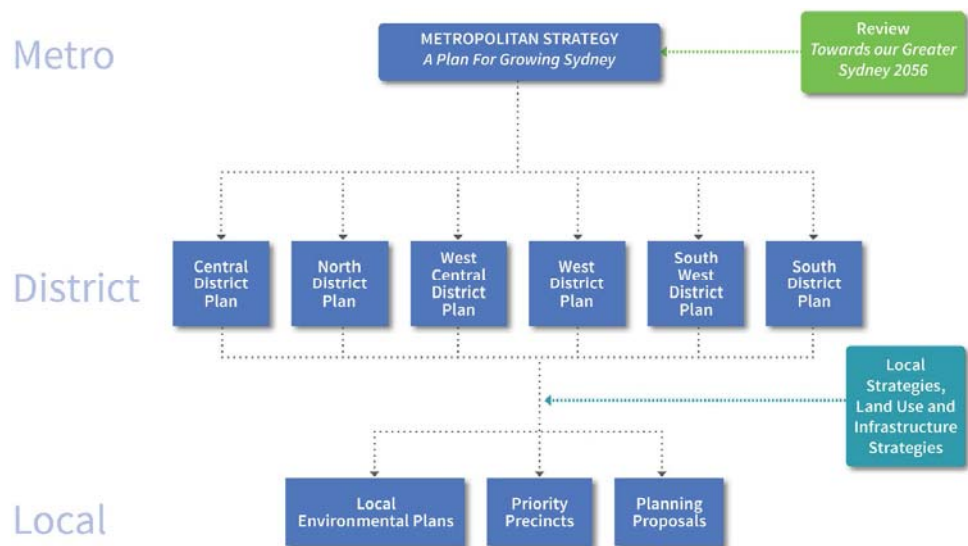 Metro
METROPOLITAN STRATEGY
A Plan For Growing Sydney
Review
Towards our Greater
Sydney 2056
District
Central
District
Plan
North
District
Plan
West
Central
District
Plan
West
District
Plan
South
West
District
Plan
South
District
Plan
Local
Strategies,
Land Use and
Infrastructure
Strategies
Local
Local
Environmental Plans
Priority
Precincts
Planning
Proposals